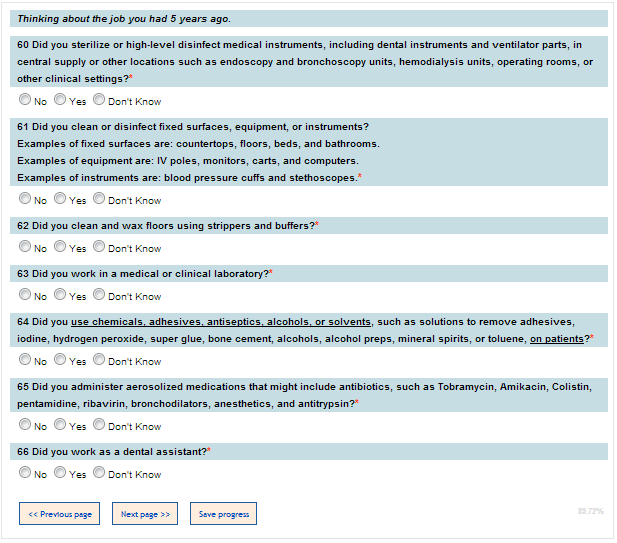 Thinking about the job you had 5 years ago.
60 Did you sterilize or high-level disinfect medical instruments, including dental instruments and ventilator parts, in
central supply or other locations such as endoscopy and bronchoscopy units, hemodialysis units, operating rooms, or
other clinical settings?*
No Yes Don't Know
61 Did you clean or disinfect fixed surfaces, equipment, or instruments?
Examples of fixed surfaces are: countertops, floors, beds, and bathrooms.
Examples of equipment are: IV poles, monitors, carts, and computers.
Examples of instruments are: blood pressure cuffs and stethoscopes.*
No Yes Don't Know
62 Did you clean and wax floors using strippers and buffers?*
No Yes Don't Know
63 Did you work in a medical or clinical laboratory?*
No Yes Don't Know
64 Did you use chemicals, adhesives, antiseptics, alcohols, or solvents, such as solutions to remove adhesives,
iodine, hydrogen peroxide, super glue, bone cement, alcohols, alcohol preps, mineral spirits, or toluene, on patients?*
No Yes Don't Know
65 Did you administer aerosolized medications that might include antibiotics, such as Tobramycin, Amikacin, Colistin,
pentamidine, ribavirin, bronchodilators, anesthetics, and antitrypsin?*
No Yes Don't Know
66 Did you work as a dental assistant?*
No Yes Don't Know
<< Previous page Next page >> Save progress